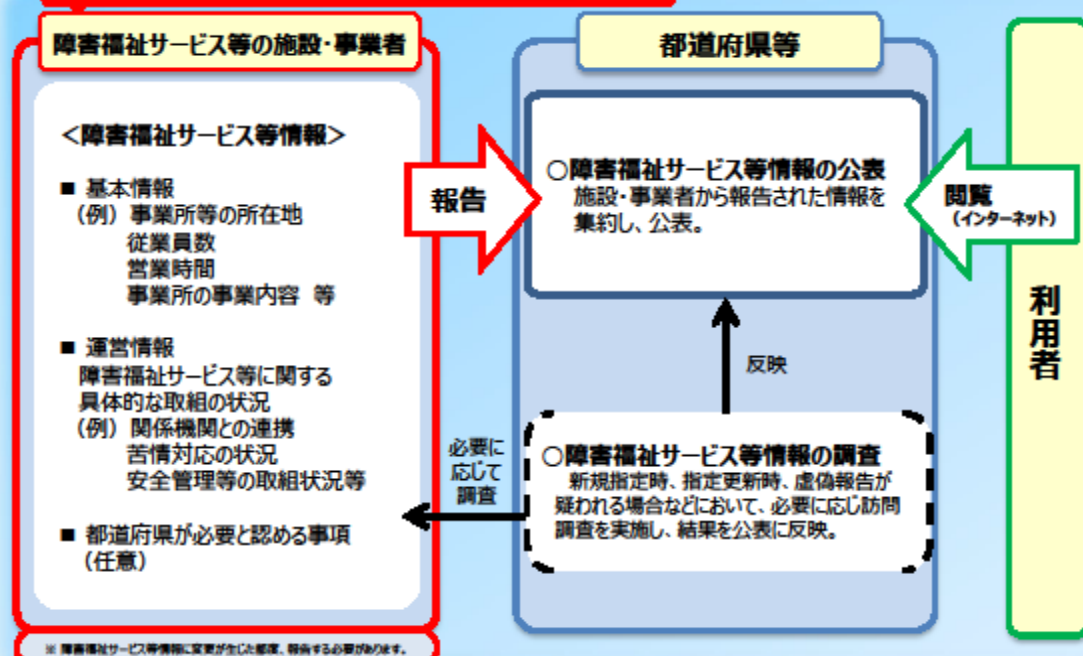 障害福祉サービス等の施設・事業者
<障害福祉サービス等情報>
■ 基本情報
(例)事業所等の所在地
従業員数
営業時間
事業所の事業内容 等
■ 運営情報
障害福祉サービス等に関する
具体的な取組の状況
(例)関係機関との連携
苦情対応の状況
安全管理等の取組状況等
■ 都道府県が必要と認める事項
(任意)
※ 障害福祉サービス等情報に変更が生じた都度、報告する必要があります。
報告
必要に
応じて
調査
都道府県等
○障害福祉サービス等情報の公表
施設・事業者から報告された情報を
集約し、公表。
反映
○障害福祉サービス等情報の調査
新規指定時、指定更新時、虚偽報告が
疑われる場合などにおいて、必要に応じ訪問
調査を実施し、結果を公表に反映。
閲覧
(インターネット)
利用者